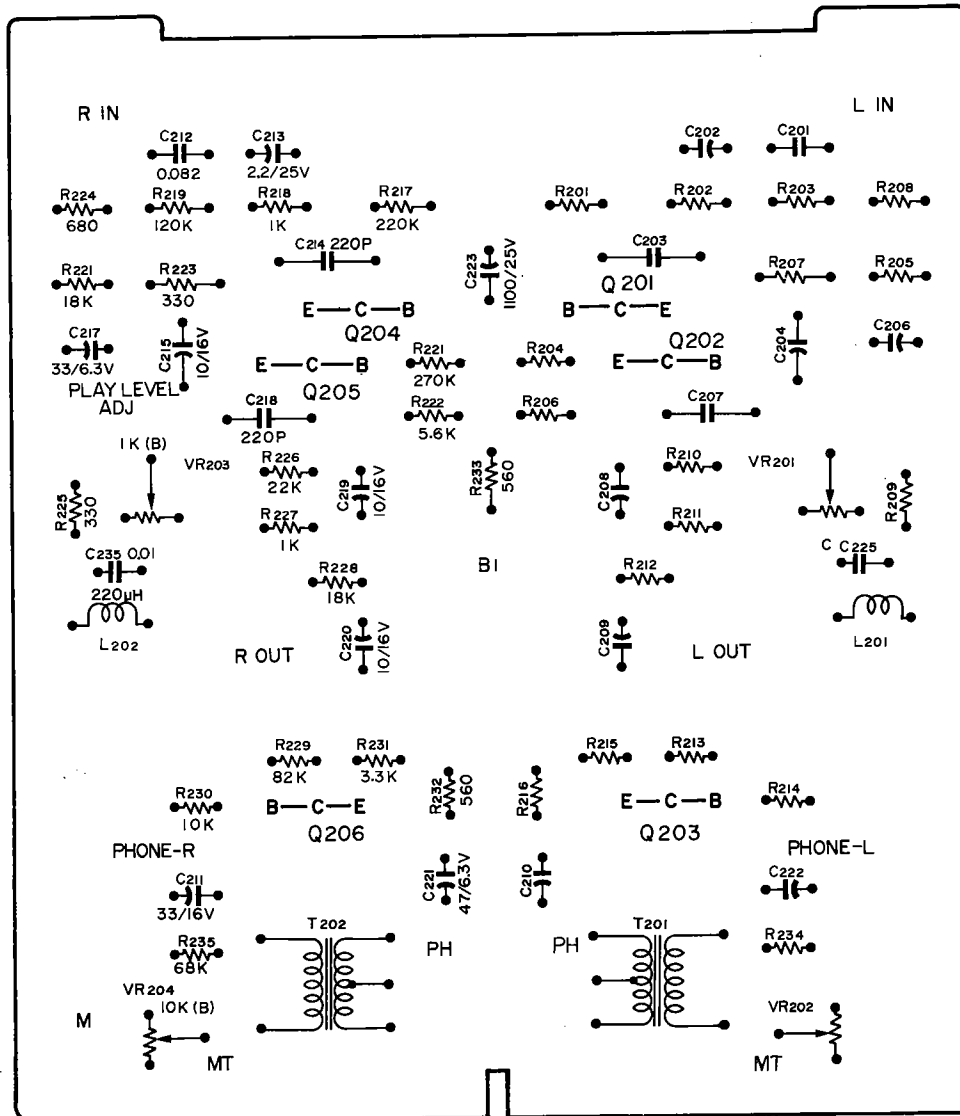 R IN
L IN
C212
C213
C202
C201
0.082
2.2/25V
R224
R219
R218
R217
R201
R202
R203
R208
680
120K
1K
220K
C214 220P
C223
1100/25V
C203
R221
R223
Q201
R207
R205
18K
330
E C B
B C E
Q204
C217
C215
10/16V
Q202
C204
C206
33/6.3V
E C B
R221
R204
E C B
PLAY LEVEL
ADJ
Q205
270K
C218
R222
R206
C207
220P
5.6K
1K (B)
VR203
R226
R233
560
R210
VR201
22K
R225
330
C219
10/16V
C208
R209
R227
R211
1K
C235 0.01
B1
C C225
220µH
R228
R212
18K
L202
C220
10/16V
C209
L201
R OUT
L OUT
R229
R231
R215
R213
82K
3.3K
R230
R232
560
R216
R214
10K
B C E
E C B
Q206
Q203
PHONE-R
PHONE-L
C211
C221
47/6.3V
C210
C222
33/16V
T202
T201
R235
PH
PH
R234
68K
VR204
10K (B)
VR202
M
MT
MT